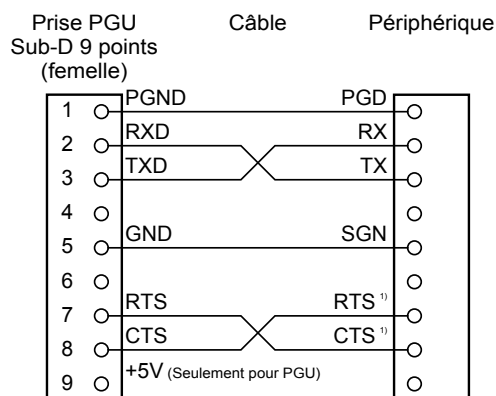 Prise PGU
Sub-D 9 points
(femelle)
Câble
Périphérique
1 PGND PGD
2 RXD RX
3 TXD TX
4
5 GND SGN
6
7 RTS RTS 1)
8 CTS CTS 1)
9 +5V (Seulement pour PGU)